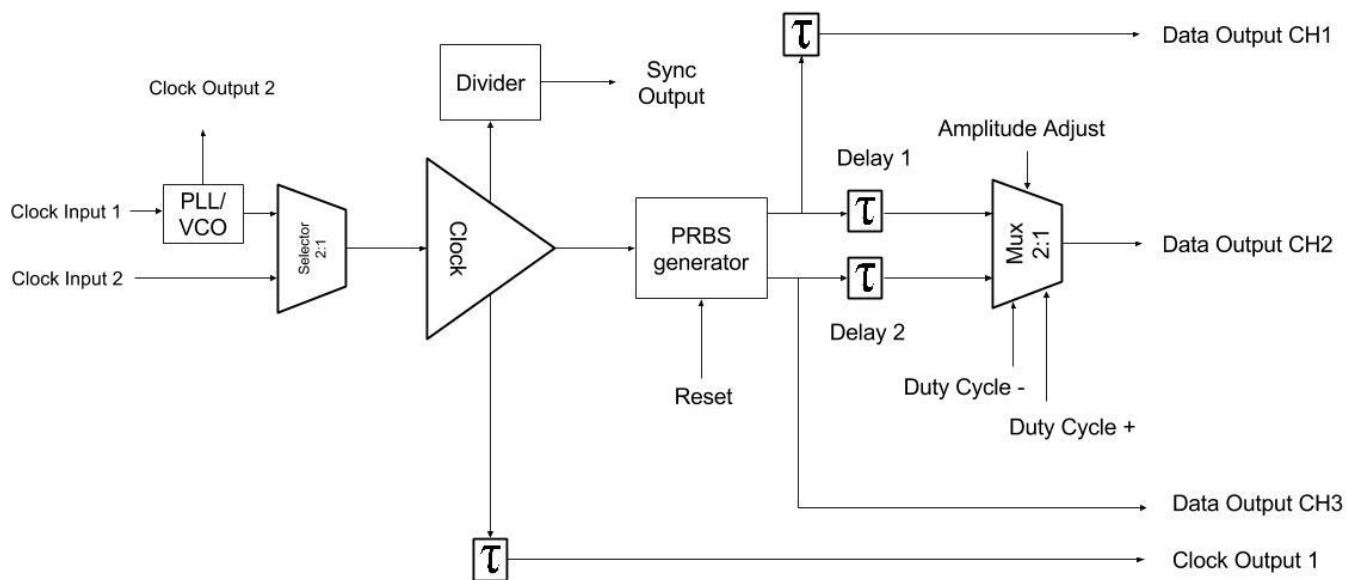 τ
Data Output CH1
Clock Output 2
Divider
Sync
Output
Amplitude Adjust
Delay 1
Clock Input 1
PLL/
VCO
Selector
2:1
Clock
PRBS
generator
τ
Mux
2:1
Data Output CH2
Clock Input 2
τ
Delay 2
Reset
Duty Cycle -
Duty Cycle +
Data Output CH3
τ
Clock Output 1